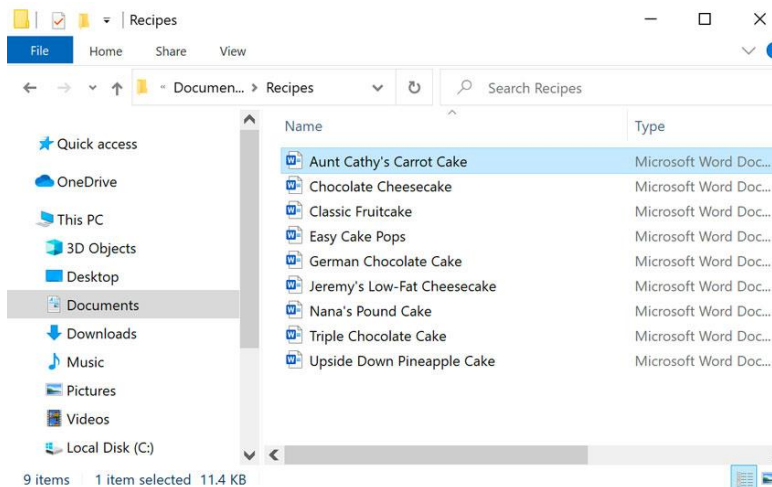 Recipes
File Home Share View
Documen... Recipes Search Recipes
Quick access
OneDrive
This PC
3D Objects
Desktop
Documents
Downloads
Music
Pictures
Videos
Local Disk (C:)
Name Type
Aunt Cathy's Carrot Cake Microsoft Word Doc...
Chocolate Cheesecake Microsoft Word Doc...
Classic Fruitcake Microsoft Word Doc...
Easy Cake Pops Microsoft Word Doc...
German Chocolate Cake Microsoft Word Doc...
Jeremy's Low-Fat Cheesecake Microsoft Word Doc...
Nana's Pound Cake Microsoft Word Doc...
Triple Chocolate Cake Microsoft Word Doc...
Upside Down Pineapple Cake Microsoft Word Doc...
9 items 1 item selected 11.4 KB